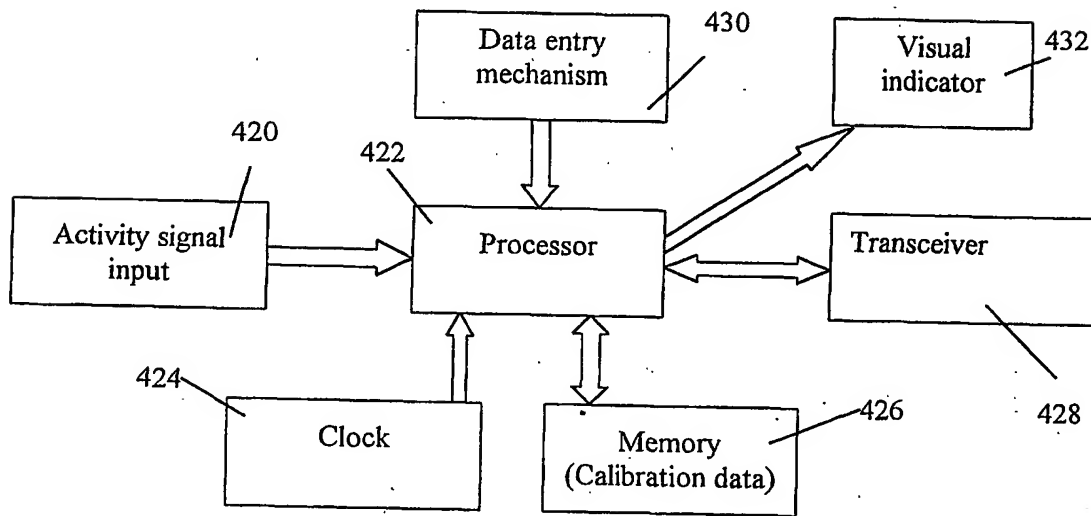 Data entry
mechanism
430
Visual
indicator
432
420
422
Activity signal
input
Processor
Transceiver
424
Clock
Memory
(Calibration data)
426
428